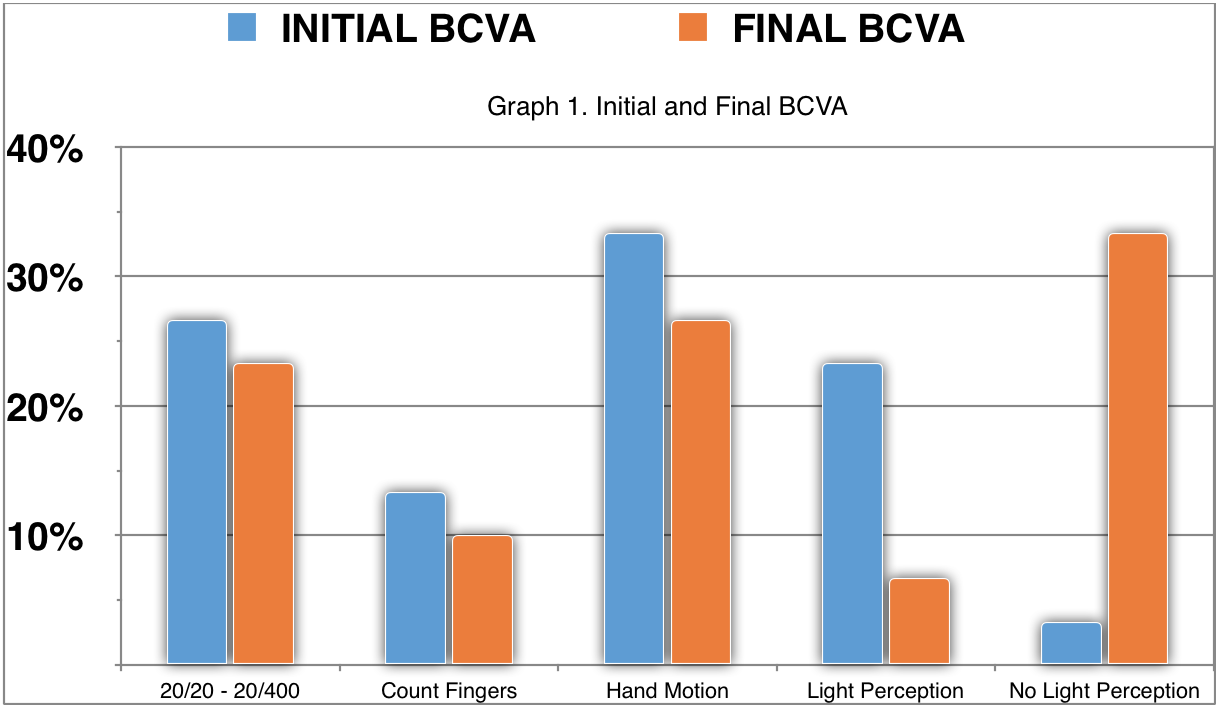 INITIAL BCVA FINAL BCVA
Graph 1. Initial and Final BCVA
40%
30%
20%
10%
20/20 - 20/400 Count Fingers Hand Motion Light Perception No Light Perception